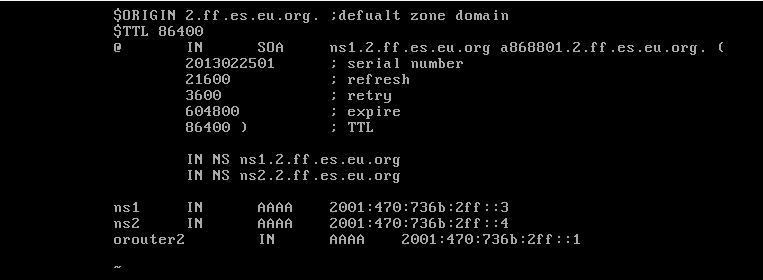 $ORIGIN 2.ff.es.eu.org. ;defualt zone domain
$TTL 86400
@ IN SOA ns1.2.ff.es.eu.org a868801.2.ff.es.eu.org. (
2013022501 ; serial number
21600 ; refresh
3600 ; retry
604800 ; expire
86400 ) ; TTL
IN NS ns1.2.ff.es.eu.org
IN NS ns2.2.ff.es.eu.org
ns1 IN AAAA 2001:470:736b:2ff::3
ns2 IN AAAA 2001:470:736b:2ff::4
orouter2 IN AAAA 2001:470:736b:2ff::1
~